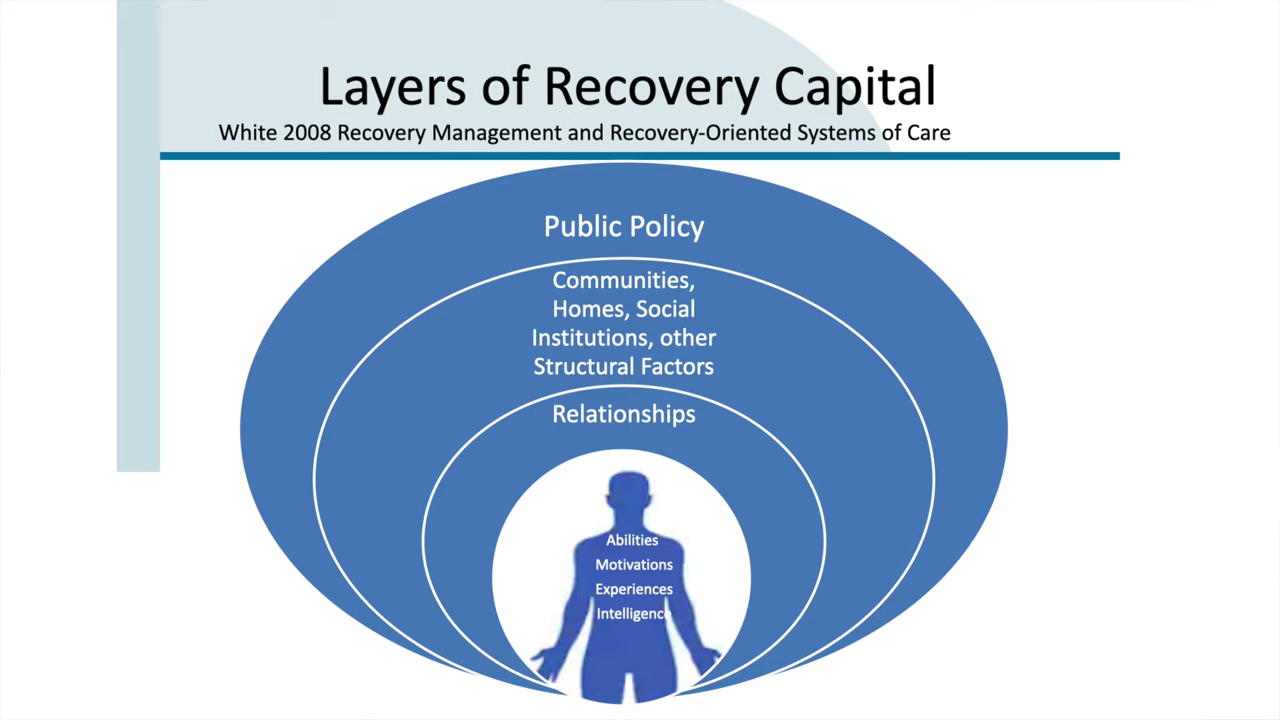 Layers of Recovery Capital
White 2008 Recovery Management and Recovery-Oriented Systems of Care
Public Policy
Communities,
Homes, Social
Institutions, other
Structural Factors
Relationships
Abilities
Motivations
Experiences
Intelligence